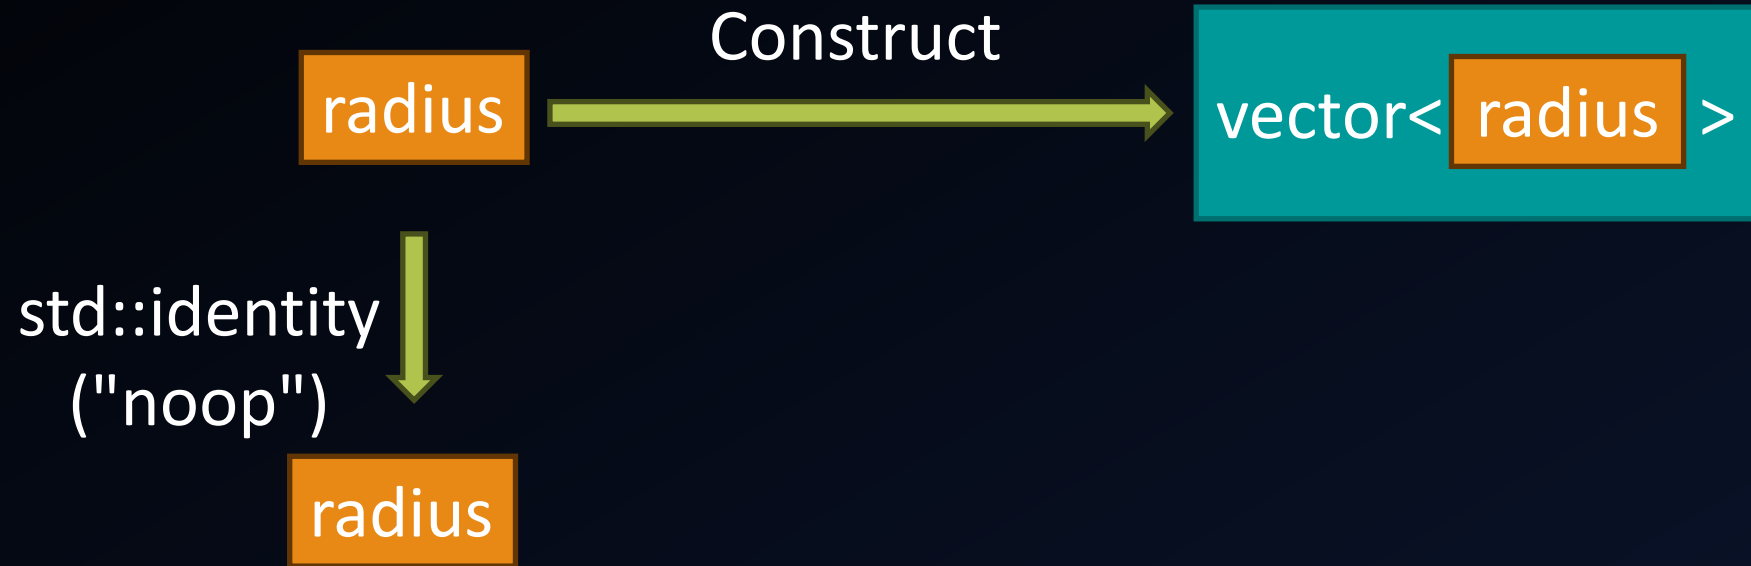 Construct
radius
vector< radius >
std::identity
("noop")
radius